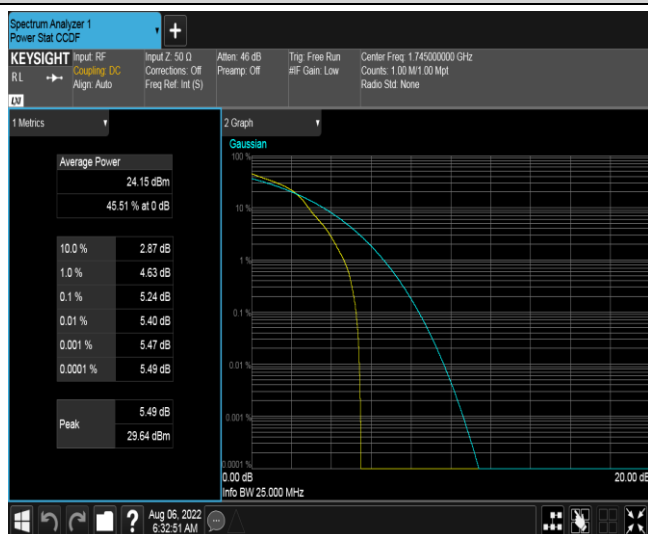 Spectrum Analyzer 1
Power Stat CCDF
+
KEYSIGHT
RL
LXI
Input: RF
Coupling: DC
Align: Auto
Input Z: 50 Ω
Corrections: Off
Freq Ref: Int (S)
Atten: 46 dB
Preamp: Off
Trig: Free Run
#IF Gain: Low
Center Freq: 1.745000000 GHz
Counts: 1.00 M/1.00 Mpt
Radio Std: None
1 Metrics
Average Power
24.15 dBm
45.51 % at 0 dB
10.0 % 2.87 dB
1.0 % 4.63 dB
0.1 % 5.24 dB
0.01 % 5.40 dB
0.001 % 5.47 dB
0.0001 % 5.49 dB
Peak
5.49 dB
29.64 dBm
2 Graph
Gaussian
100 %
10 %
1 %
0.1 %
0.01 %
0.001 %
0.0001 %
0.00 dB
20.00 dB
Info BW 25.000 MHz
?
Aug 06, 2022
6:32:51 AM